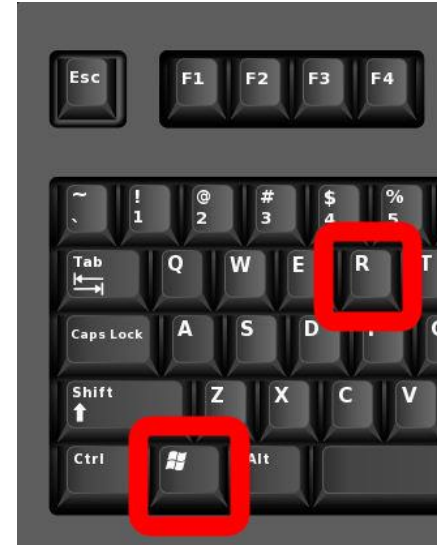 Esc F1 F2 F3 F4
~ ! @ # $ %
` 1 2 3 4 5
Tab Q W E R T
Caps Lock A S D
Shift Z X C V
Ctrl Alt